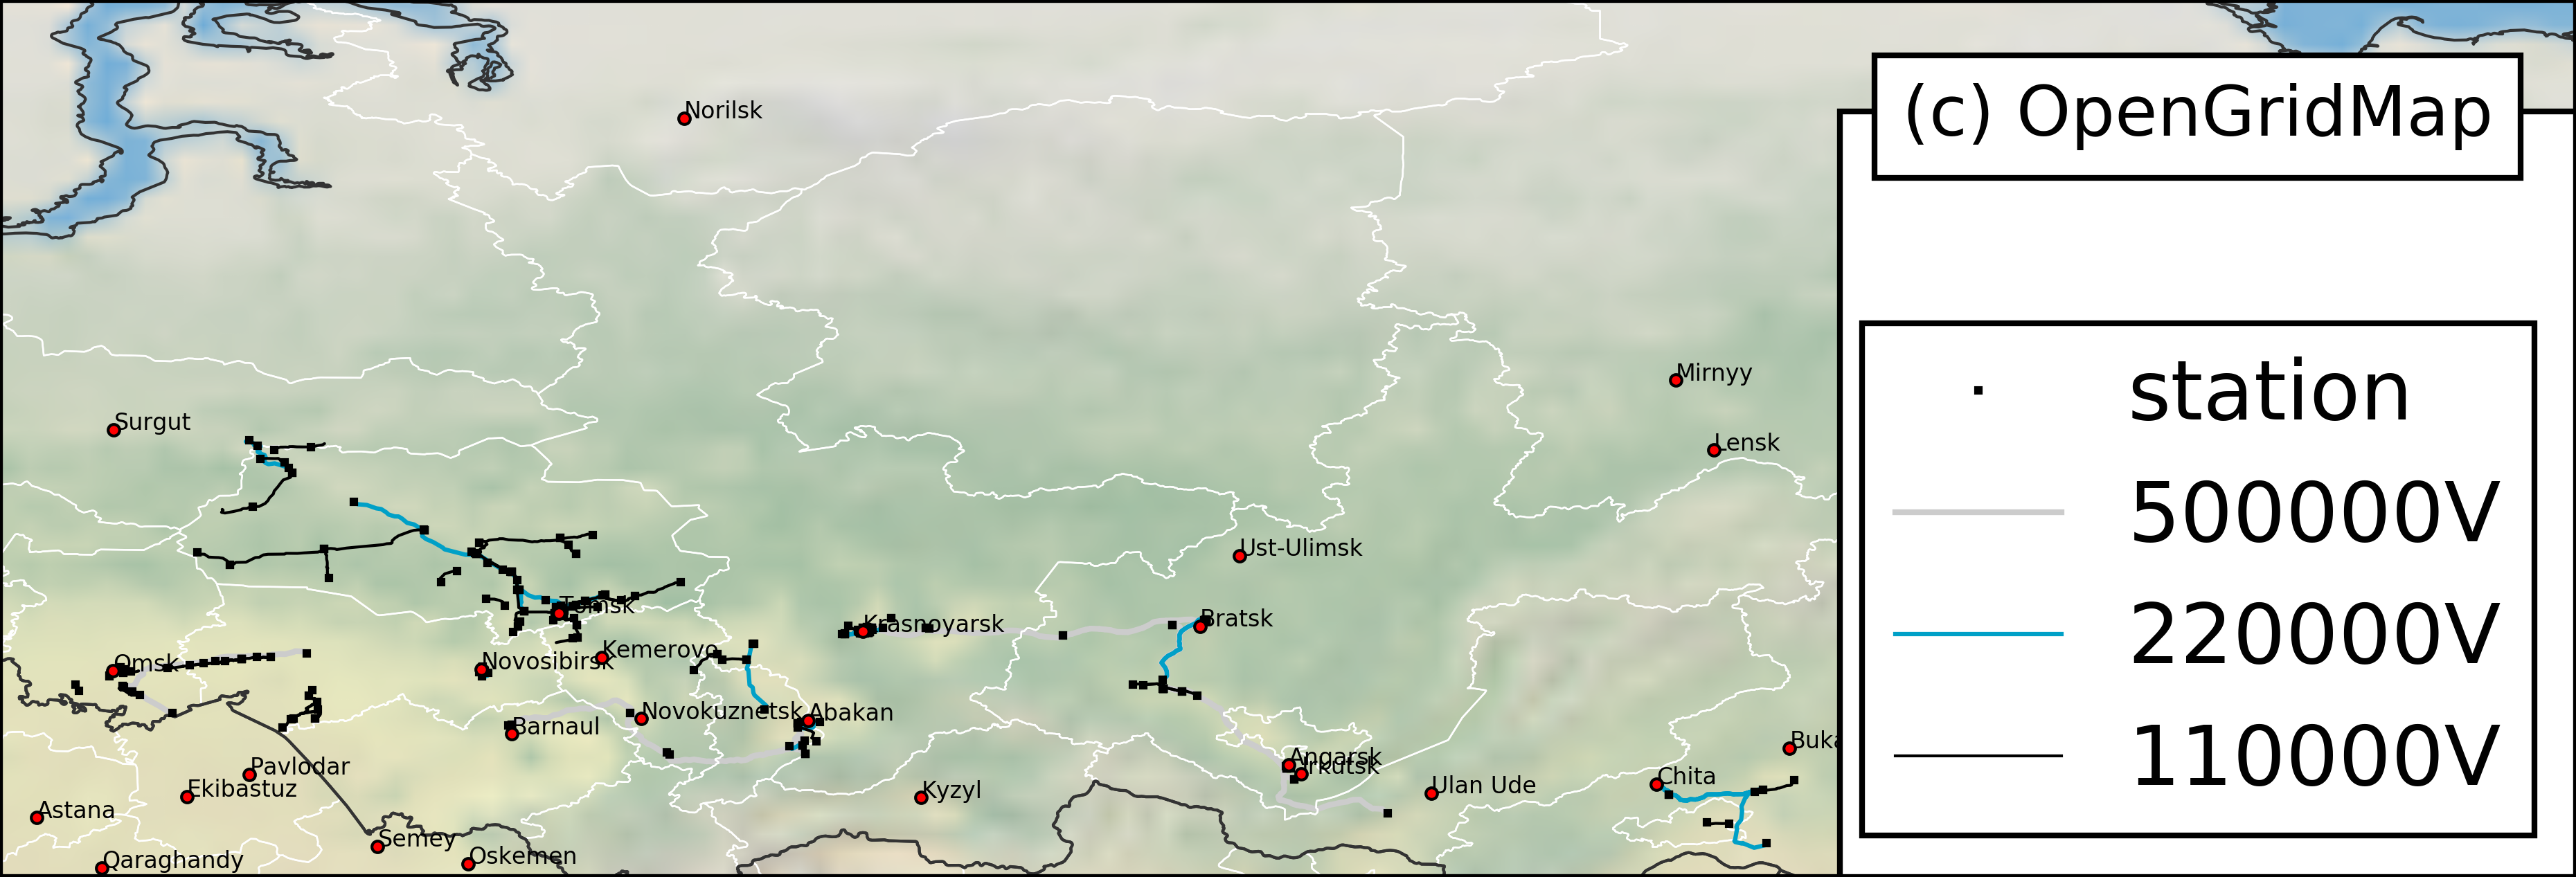 Norilsk
(c) OpenGridMap
Mirnyy
station
Surgut
Lensk
500000V
Ust-Ulimsk
220000V
Tomsk
Krasnoyarsk
Bratsk
Omsk
Novosibirsk
Kemerovo
Novokuznetsk
Abakan
Barnaul
110000V
Buka
Angarsk
Irkutsk
Pavlodar
Chita
Ekibastuz
Kyzyl
Ulan Ude
Astana
Semey
Oskemen
Qaraghandy